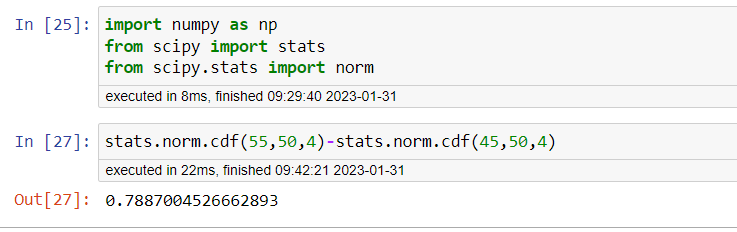 In [25]: import numpy as np
from scipy import stats
from scipy.stats import norm
executed in 8ms, finished 09:29:40 2023-01-31
In [27]: stats.norm.cdf(55,50,4)-stats.norm.cdf(45,50,4)
executed in 22ms, finished 09:42:21 2023-01-31
Out[27]: 0.7887004526662893